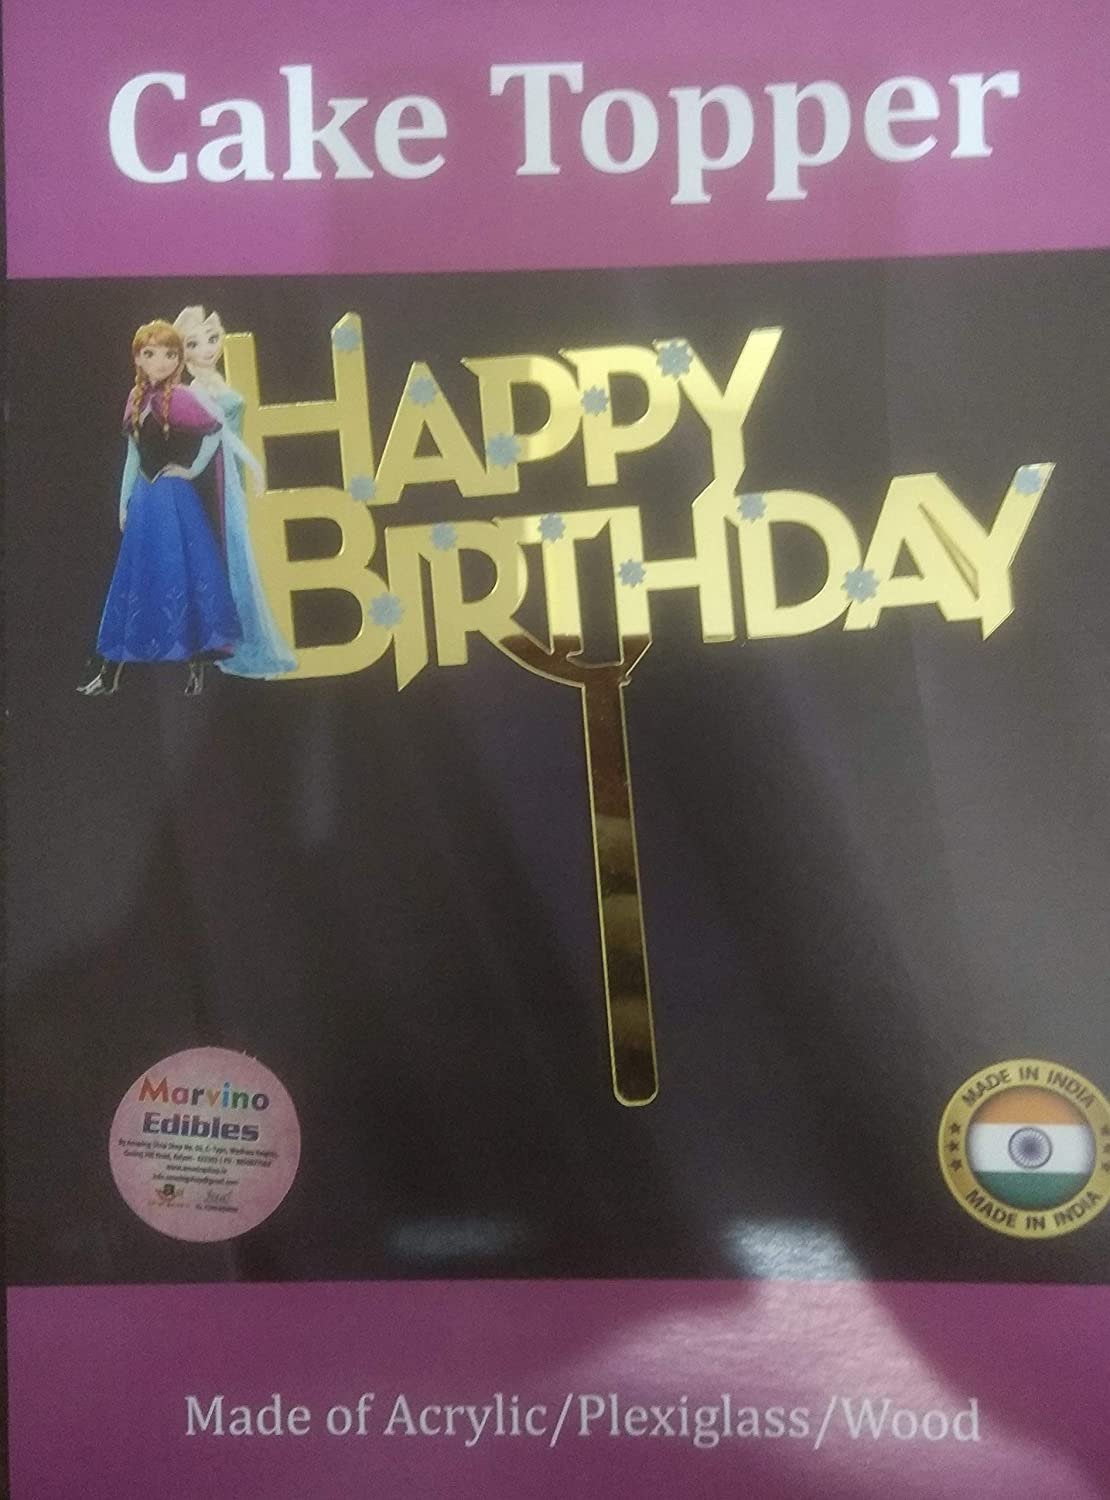 Cake Topper
HAPPY
BIRTHDAY
Marvino
Edibles
MADE IN INDIA
MADE IN INDIA
Made of Acrylic/Plexiglass/Wood